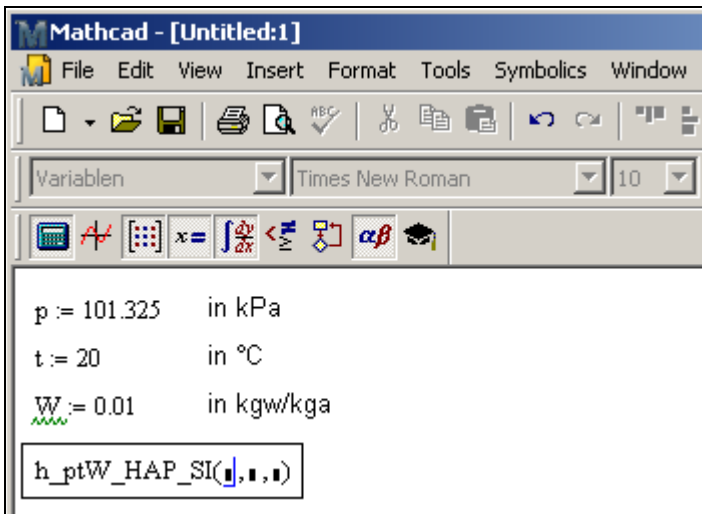 Mathcad - [Untitled:1]
File Edit View Insert Format Tools Symbolics Window
Variablen Times New Roman 10
p := 101.325 in kPa
t := 20 in °C
W := 0.01 in kgw/kga
h_ptW_HAP_SI(▪,▪,▪)